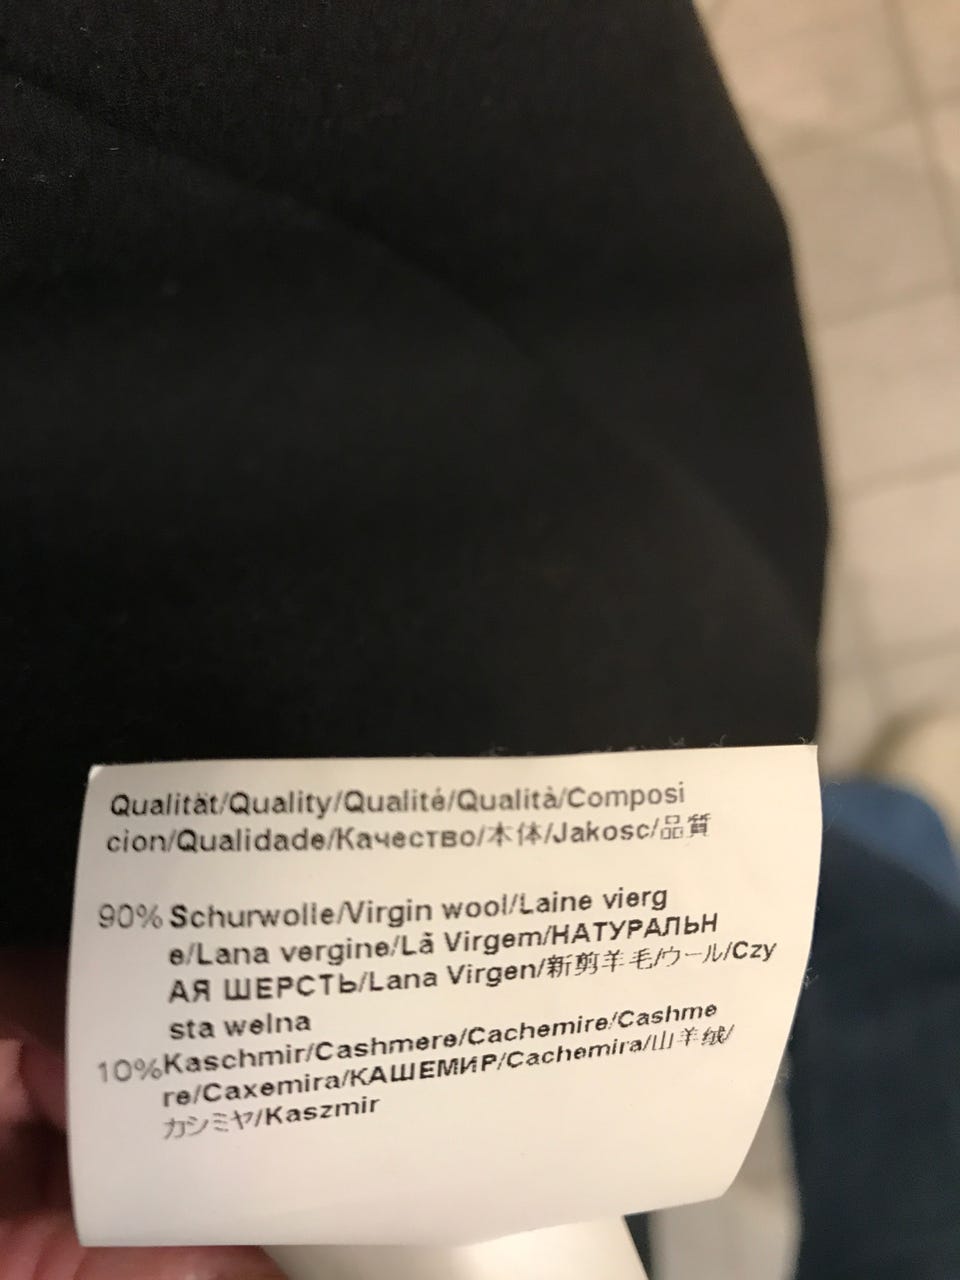 Qualität/Quality/Qualité/Qualità/Composi
cion/Qualidade/Качество/本体/Jakosc/品質
90% Schurwolle/Virgin wool/Laine vierg
e/Lana vergine/Lã Virgem/НАТУРАЛЬН
АЯ ШЕРСТЬ/Lana Virgen/新剪羊毛/ウール/Czy
sta welna
10% Kaschmir/Cashmere/Cachemire/Cashme
re/Caxemira/КАШЕМИР/Cachemira/山羊绒/
カシミヤ/Kaszmir